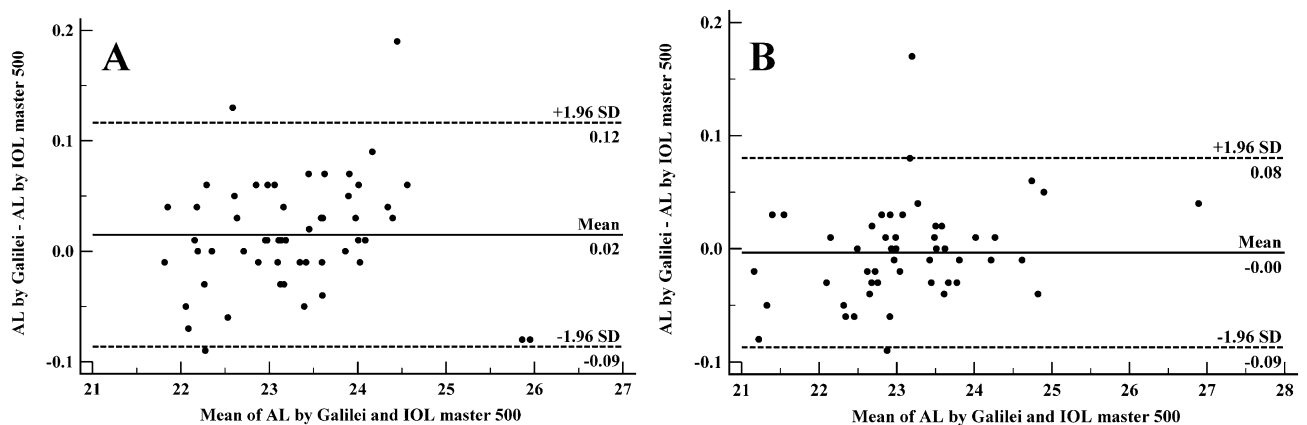 A
AL by Galilei - AL by IOL master 500
0.2
0.1
0.0
-0.1
+1.96 SD
0.12
Mean
0.02
-1.96 SD
-0.09
21 22 23 24 25 26 27
Mean of AL by Galilei and IOL master 500
B
AL by Galilei - AL by IOL master 500
0.2
0.1
0.0
-0.1
+1.96 SD
0.08
Mean
-0.00
-1.96 SD
-0.09
21 22 23 24 25 26 27 28
Mean of AL by Galilei and IOL master 500